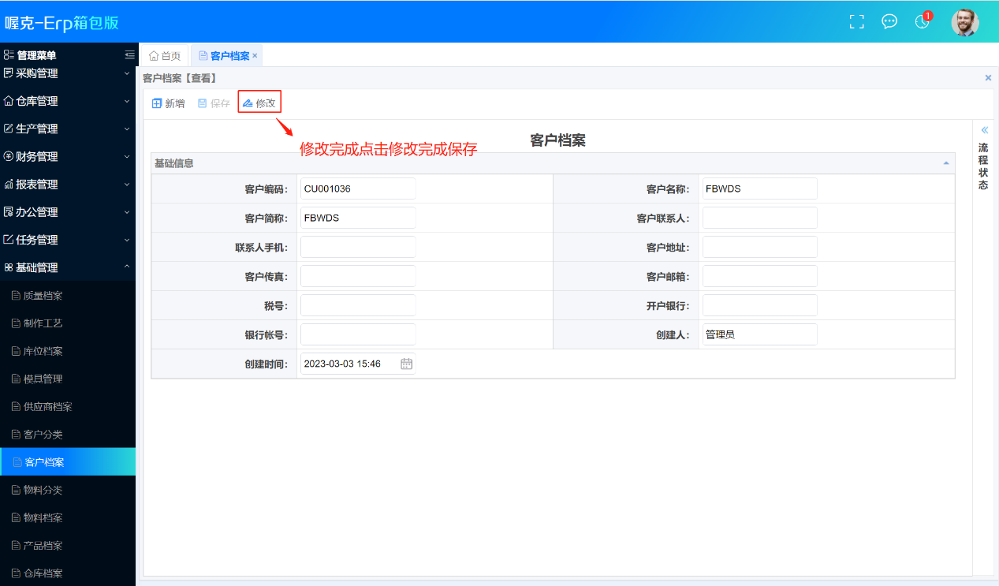 喔克-Erp箱包版
1
管理菜单
首页
客户档案 ×
采购管理
仓库管理
生产管理
财务管理
报表管理
办公管理
任务管理
基础管理
质量档案
制作工艺
库位档案
模具管理
供应商档案
客户分类
客户档案
物料分类
物料档案
产品档案
仓库档案
客户档案【查看】
新增 保存 修改
修改完成点击修改完成保存
客户档案
基础信息
客户编码: CU001036 客户名称: FBWDS
客户简称: FBWDS 客户联系人:
联系人手机: 客户地址:
客户传真: 客户邮箱:
税号: 开户银行:
银行帐号: 创建人: 管理员
创建时间: 2023-03-03 15:46
流程状态